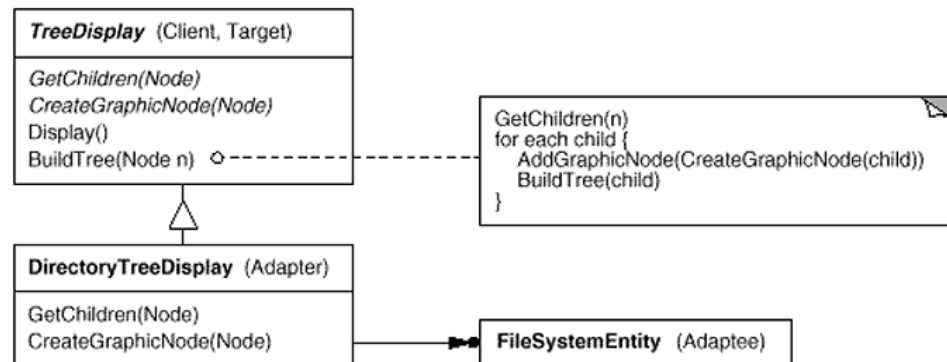 TreeDisplay (Client, Target)
GetChildren(Node)
CreateGraphicNode(Node)
Display()
BuildTree(Node n)
GetChildren(n)
for each child {
AddGraphicNode(CreateGraphicNode(child))
BuildTree(child)
}
DirectoryTreeDisplay (Adapter)
GetChildren(Node)
CreateGraphicNode(Node)
FileSystemEntity (Adaptee)